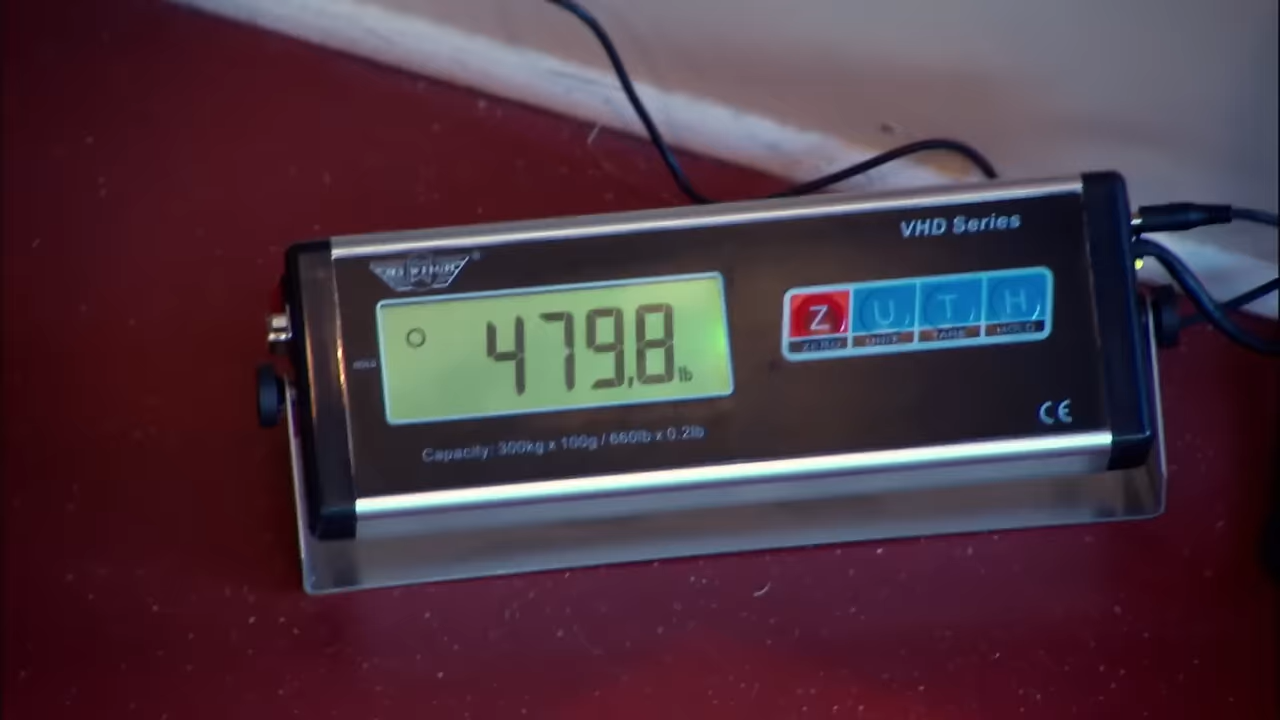 VHD Series
479,8 lb
Z U T H
ZERO UNIT TARE HOLD
CE
Capacity: 300kg x 100g / 660lb x 0.2lb